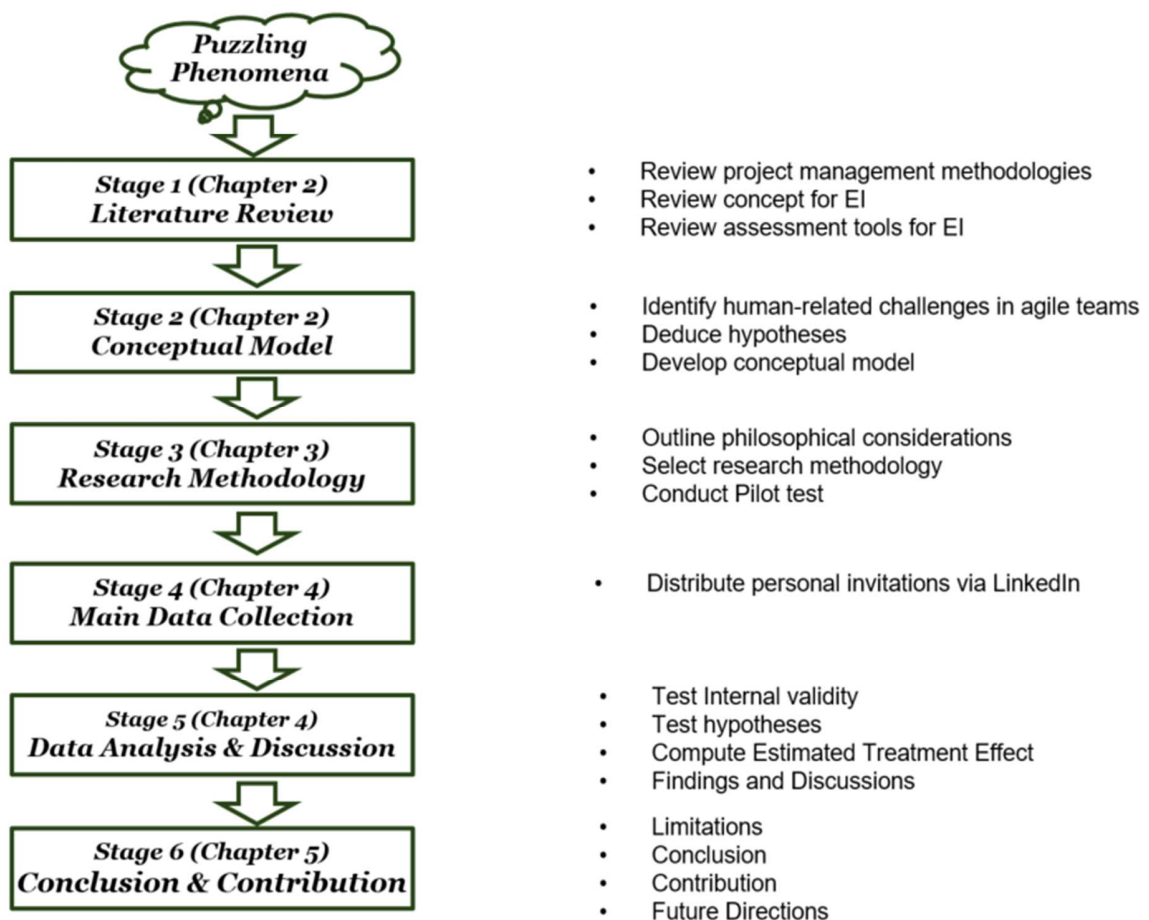 Puzzling
Phenomena
Stage 1 (Chapter 2)
Literature Review
• Review project management methodologies
• Review concept for EI
• Review assessment tools for EI
Stage 2 (Chapter 2)
Conceptual Model
• Identify human-related challenges in agile teams
• Deduce hypotheses
• Develop conceptual model
Stage 3 (Chapter 3)
Research Methodology
• Outline philosophical considerations
• Select research methodology
• Conduct Pilot test
Stage 4 (Chapter 4)
Main Data Collection
• Distribute personal invitations via LinkedIn
Stage 5 (Chapter 4)
Data Analysis & Discussion
• Test Internal validity
• Test hypotheses
• Compute Estimated Treatment Effect
• Findings and Discussions
Stage 6 (Chapter 5)
Conclusion & Contribution
• Limitations
• Conclusion
• Contribution
• Future Directions